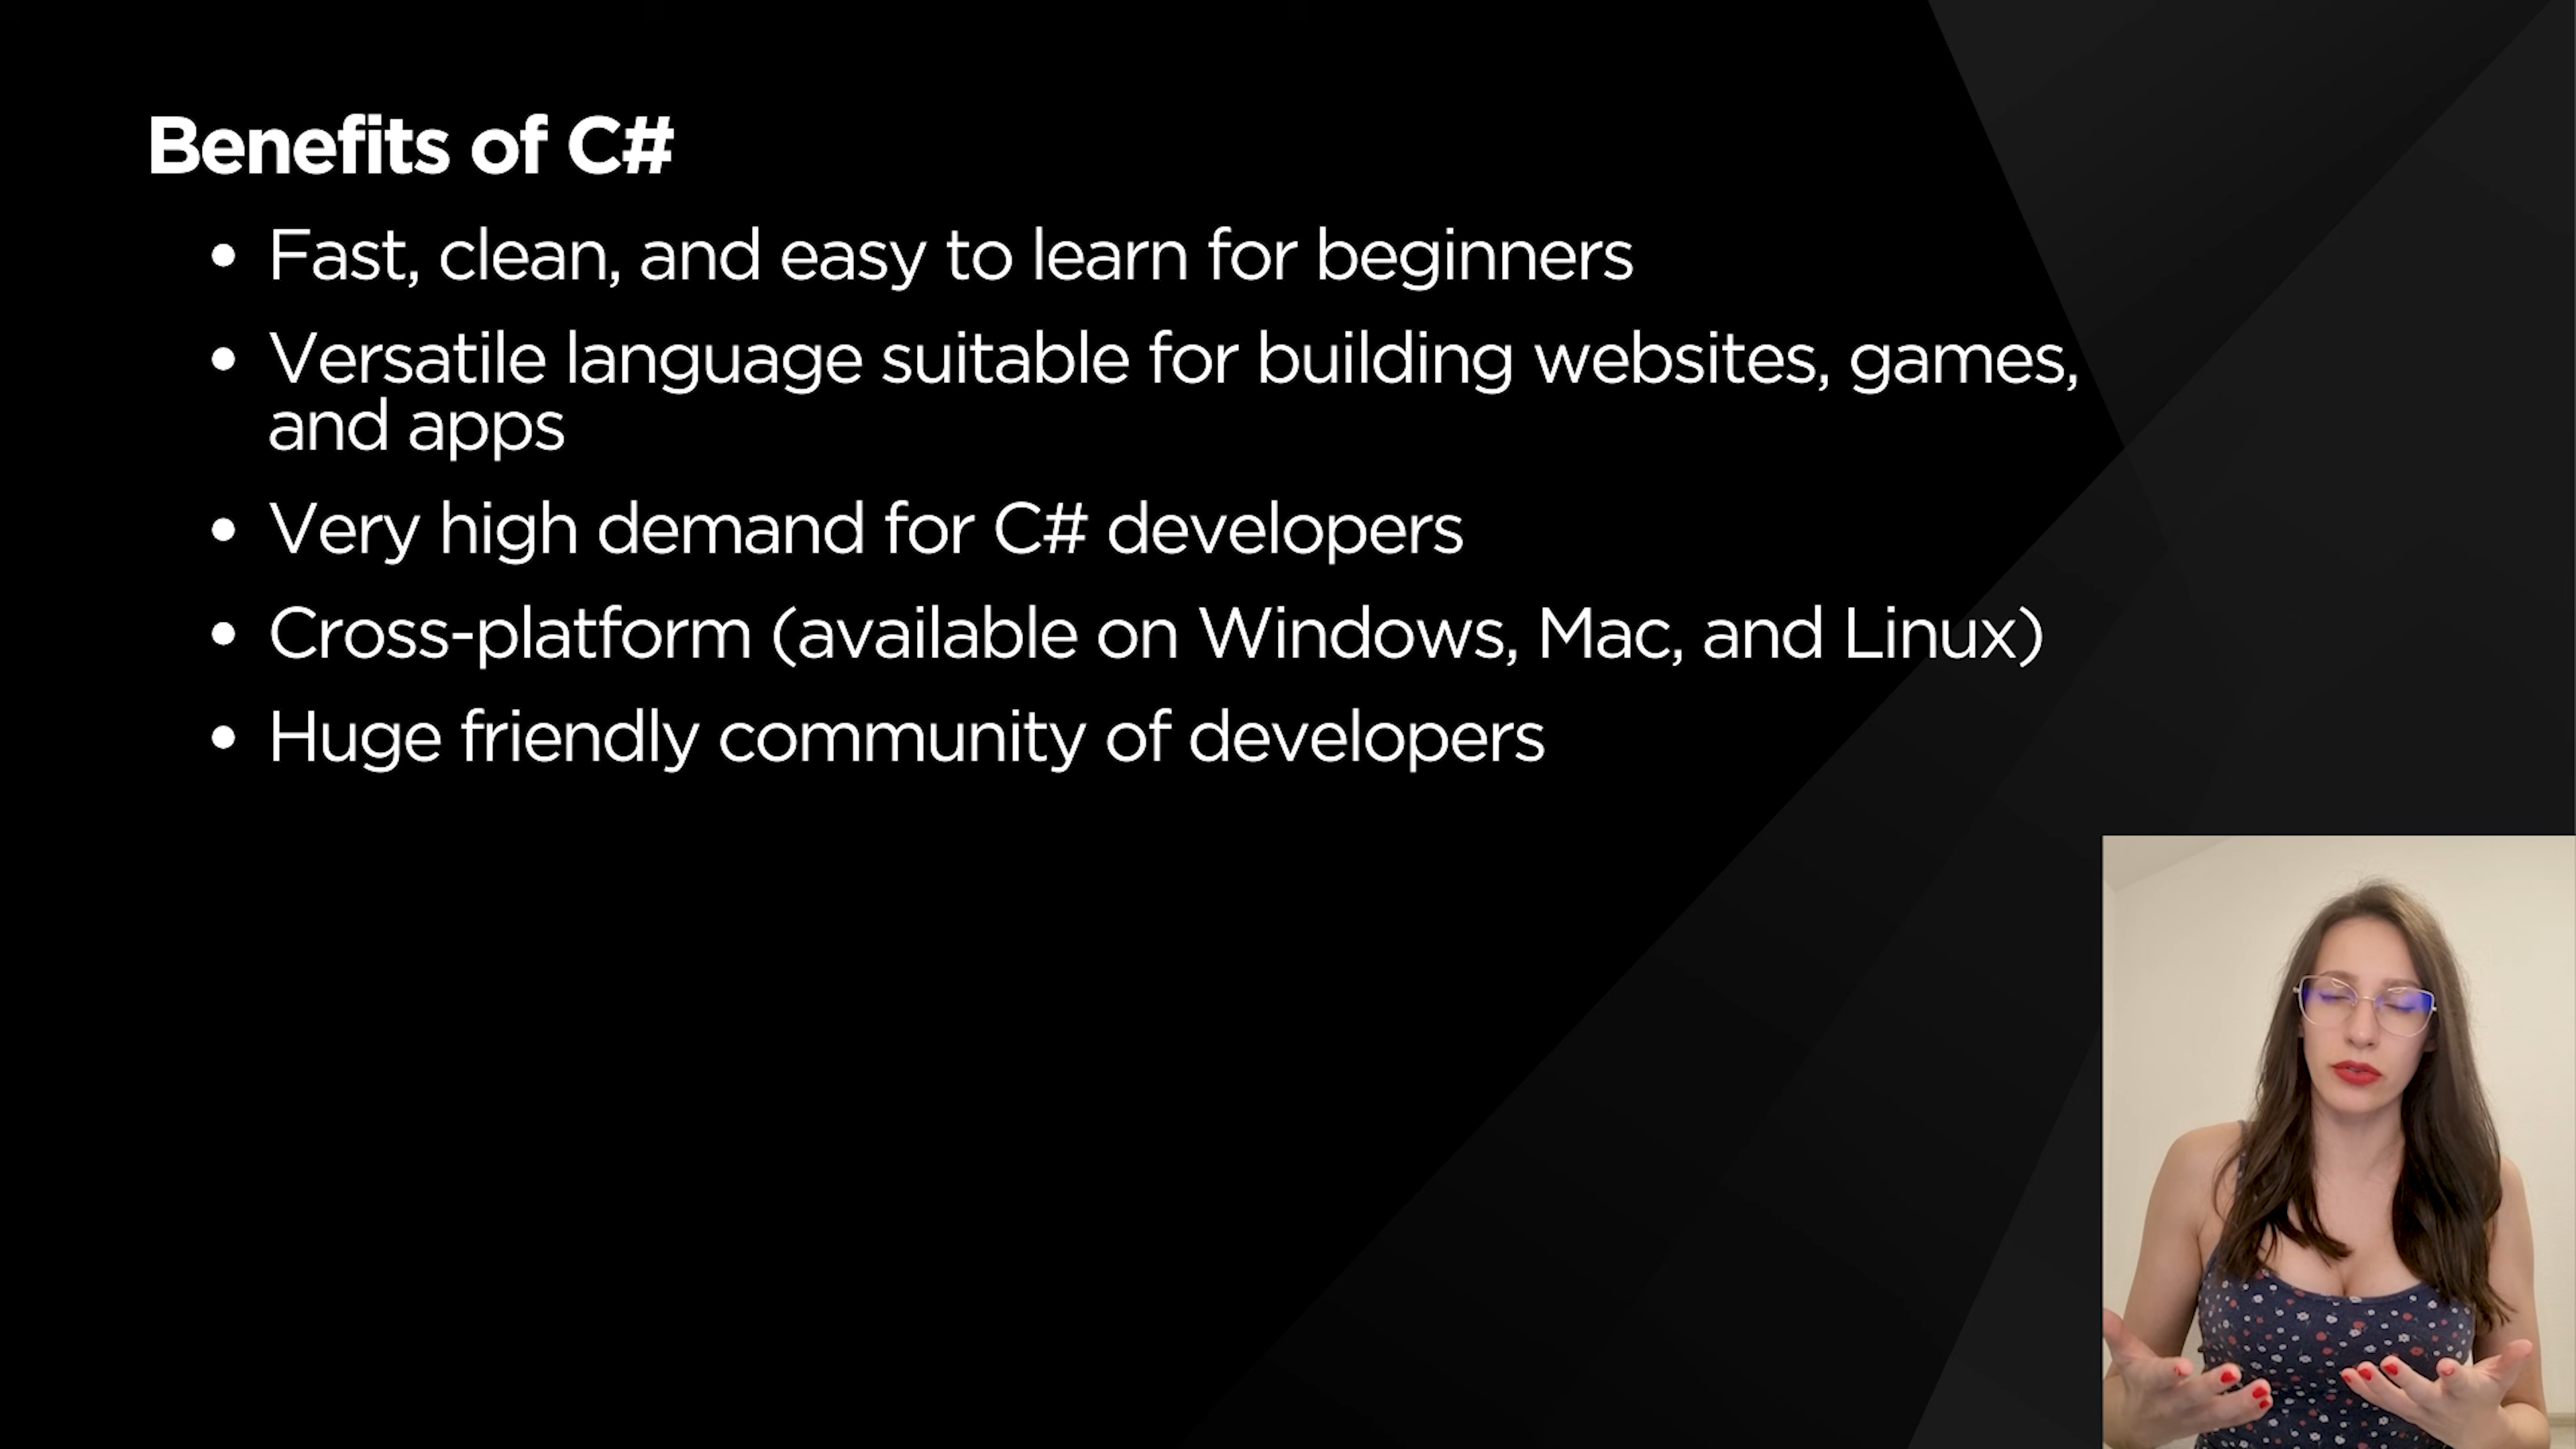 Benefits of C#
• Fast, clean, and easy to learn for beginners
• Versatile language suitable for building websites, games,
and apps
• Very high demand for C# developers
• Cross-platform (available on Windows, Mac, and Linux)
• Huge friendly community of developers